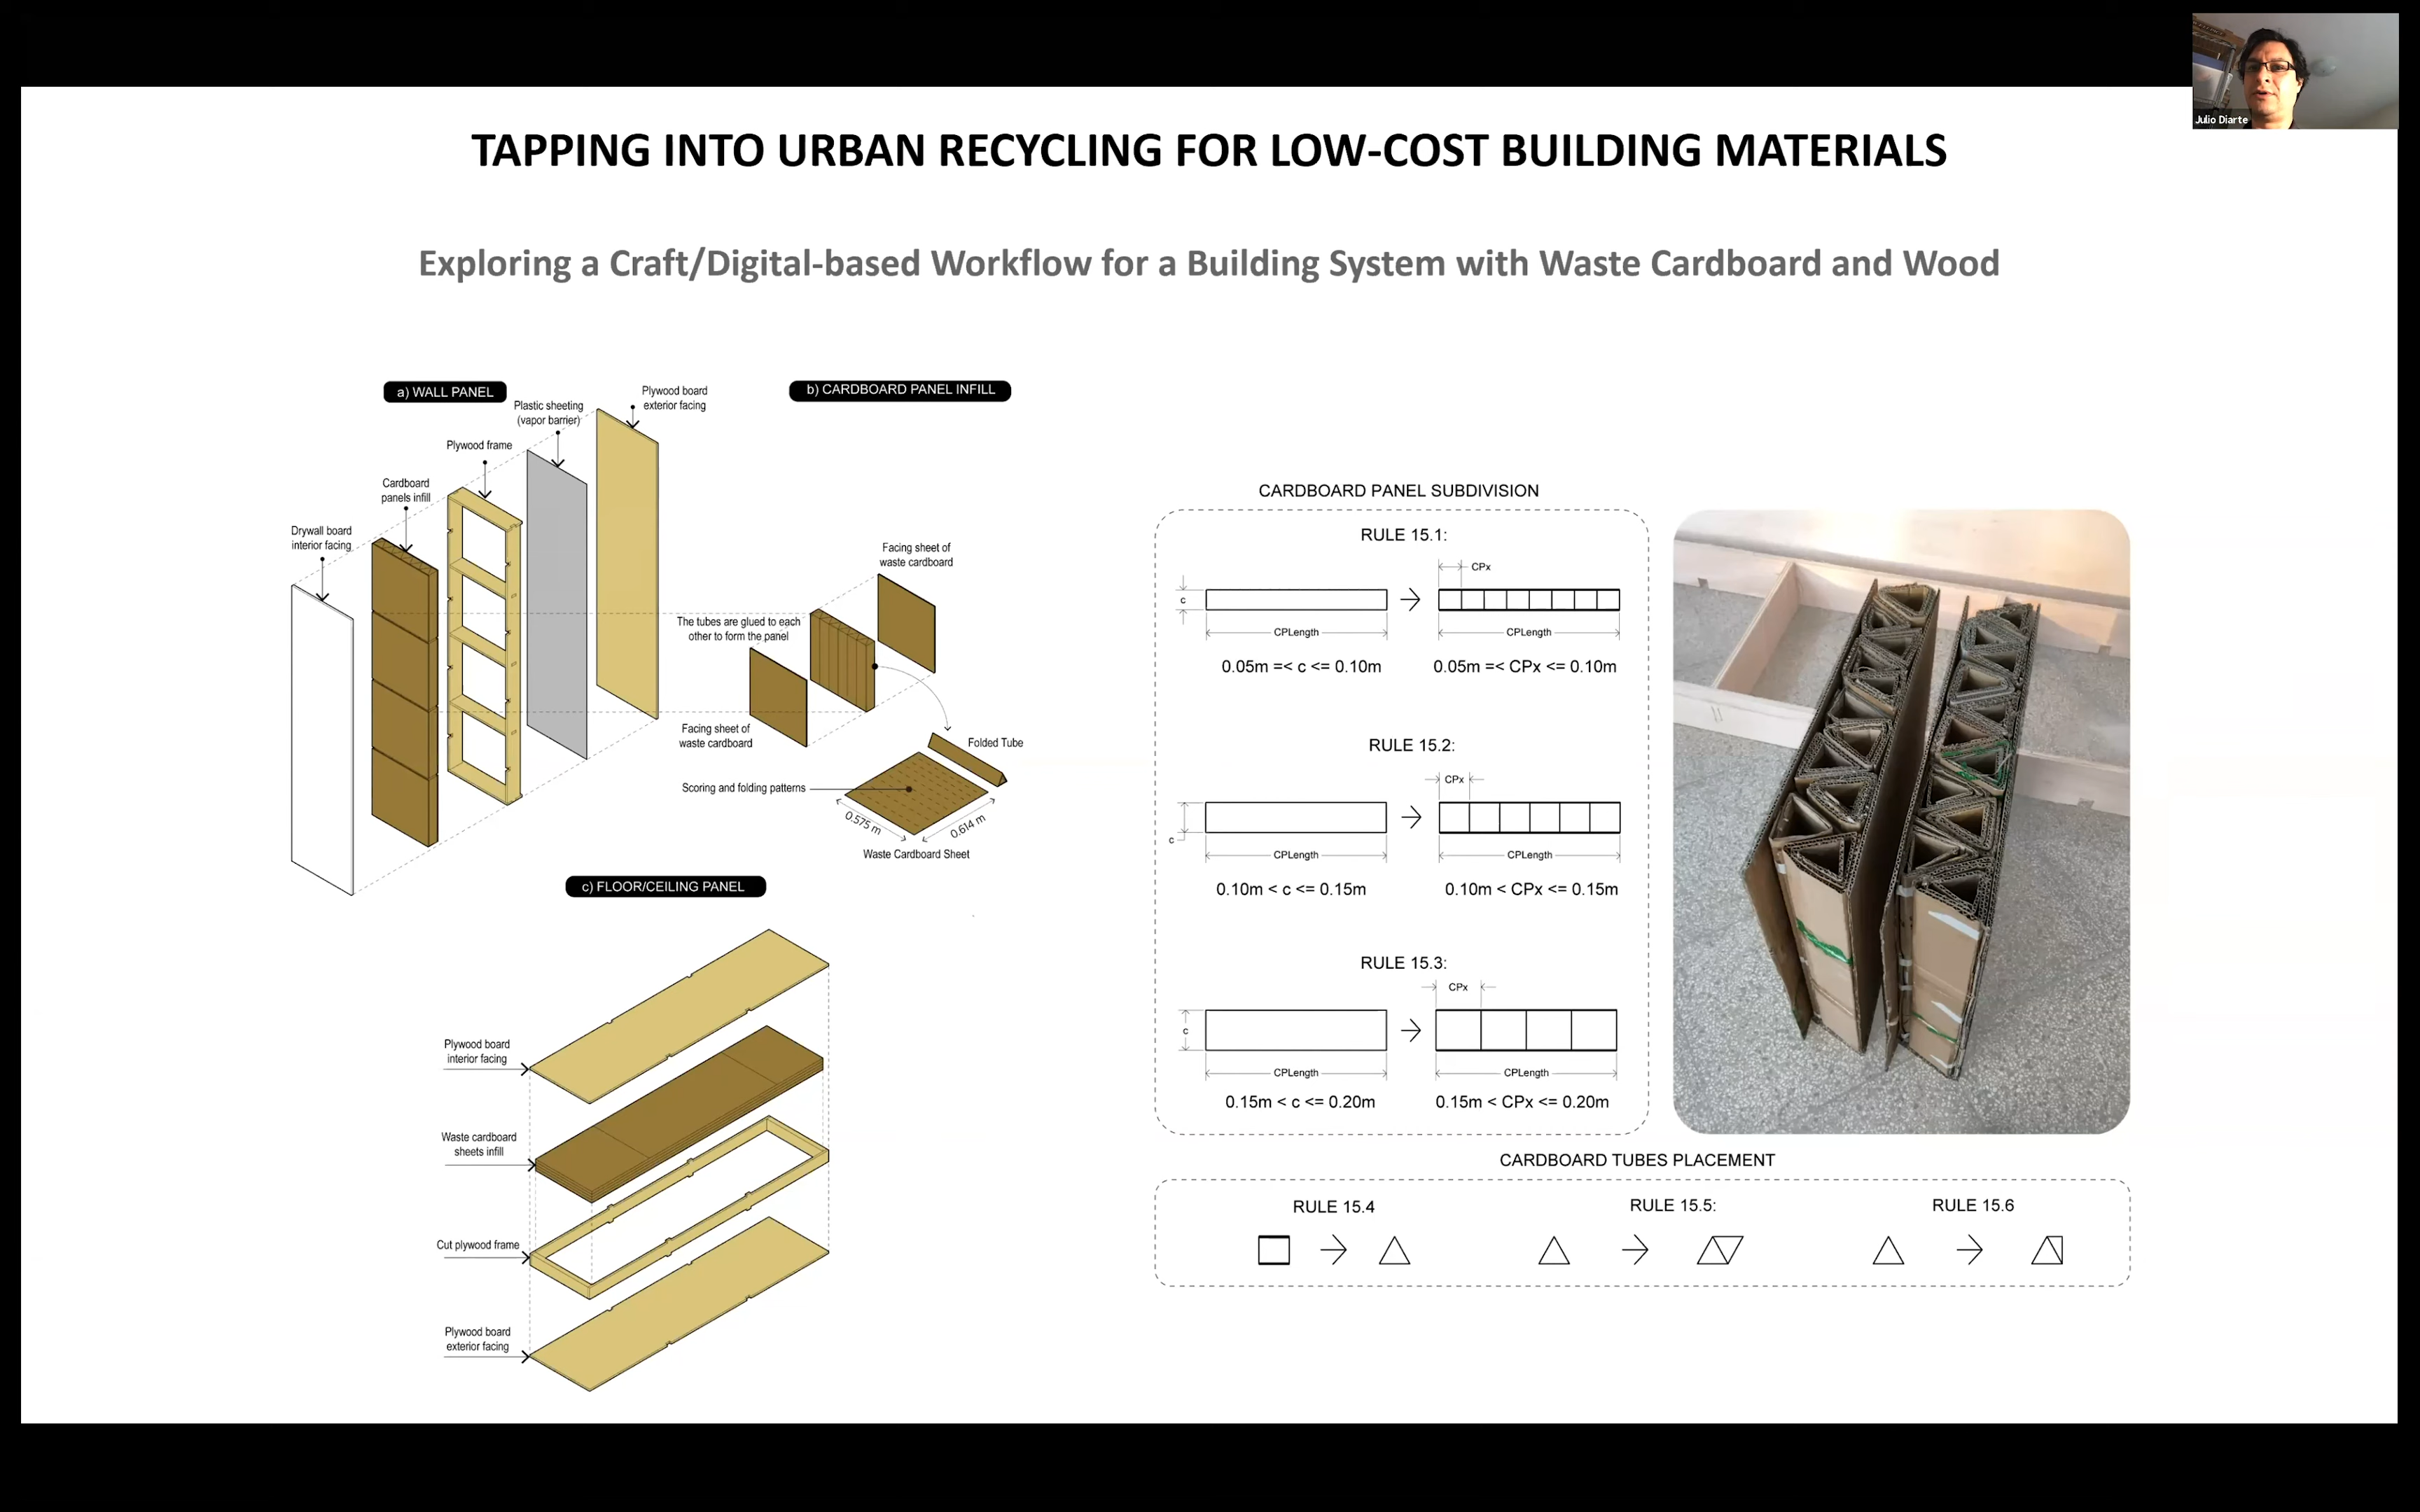 Julio Diarte
TAPPING INTO URBAN RECYCLING FOR LOW-COST BUILDING MATERIALS
Exploring a Craft/Digital-based Workflow for a Building System with Waste Cardboard and Wood
a) WALL PANEL
Plywood board
exterior facing
Plastic sheeting
(vapor barrier)
Plywood frame
Cardboard
panels infill
Drywall board
interior facing
b) CARDBOARD PANEL INFILL
Facing sheet of
waste cardboard
The tubes are glued to each
other to form the panel
Facing sheet of
waste cardboard
Folded Tube
Scoring and folding patterns
0.575 m
0.614 m
Waste Cardboard Sheet
c) FLOOR/CEILING PANEL
Plywood board
interior facing
Waste cardboard
sheets infill
Cut plywood frame
Plywood board
exterior facing
CARDBOARD PANEL SUBDIVISION
RULE 15.1:
CPx
c
CPLength
CPLength
0.05m =< c <= 0.10m
0.05m =< CPx <= 0.10m
RULE 15.2:
CPx
c
CPLength
CPLength
0.10m < c <= 0.15m
0.10m < CPx <= 0.15m
RULE 15.3:
CPx
c
CPLength
CPLength
0.15m < c <= 0.20m
0.15m < CPx <= 0.20m
CARDBOARD TUBES PLACEMENT
RULE 15.4
RULE 15.5:
RULE 15.6